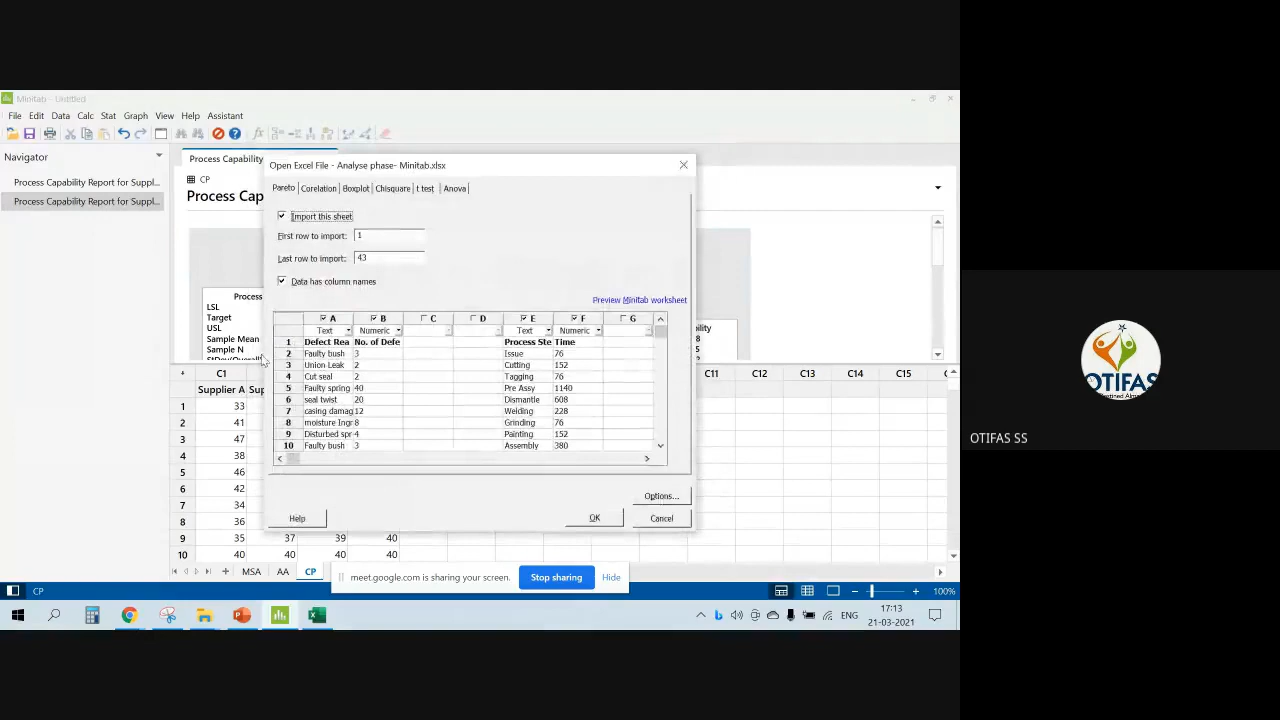 Minitab - Untitled
File Edit Data Calc Stat Graph View Help Assistant
Navigator
Process Capability Report for Suppl...
Process Capability Report for Suppl...
Process Capability
CP
Process Cap
Process
LSL
Target
USL
Sample Mean
Sample N
Open Excel File - Analyse phase- Minitab.xlsx
Pareto Corelation Boxplot Chisquare t test Anova
Import this sheet
First row to import: 1
Last row to import: 43
Data has column names
Preview Minitab worksheet
A B C D E F G
Text Numeric Text Numeric
1 Defect Rea No. of Defe Process Ste Time
2 Faulty bush 3 Issue 76
3 Union Leak 2 Cutting 152
4 Cut seal 2 Tagging 76
5 Faulty spring 40 Pre Assy 1140
6 seal twist 20 Dismantle 608
7 casing damag 12 Welding 228
8 moisture Ingr 8 Grinding 76
9 Disturbed spr 4 Painting 152
10 Faulty bush 3 Assembly 380
Options...
Help OK Cancel
C1 C11 C12 C13 C14 C15
Supplier A
1 33
2 41
3 47
4 38
5 46
6 42
7 34
8 36
9 35 37 39 40
10 40 40 40 40
MSA AA CP
meet.google.com is sharing your screen. Stop sharing Hide
CP 100%
ENG 17:13
21-03-2021
OTIFAS
OTIFAS SS